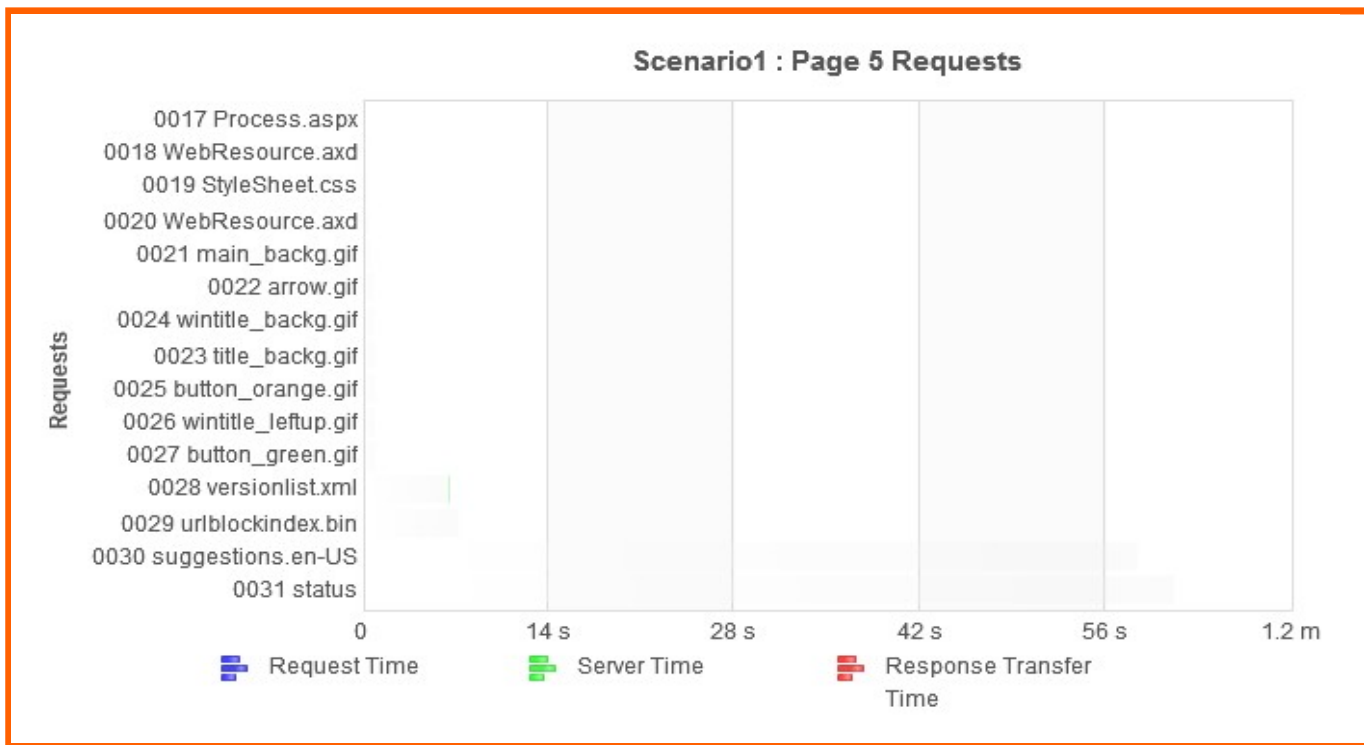 Scenario1 : Page 5 Requests
Requests
0017 Process.aspx
0018 WebResource.axd
0019 StyleSheet.css
0020 WebResource.axd
0021 main_backg.gif
0022 arrow.gif
0024 wintitle_backg.gif
0023 title_backg.gif
0025 button_orange.gif
0026 wintitle_leftup.gif
0027 button_green.gif
0028 versionlist.xml
0029 urlblockindex.bin
0030 suggestions.en-US
0031 status
0 14 s 28 s 42 s 56 s 1.2 m
Request Time Server Time Response Transfer
Time